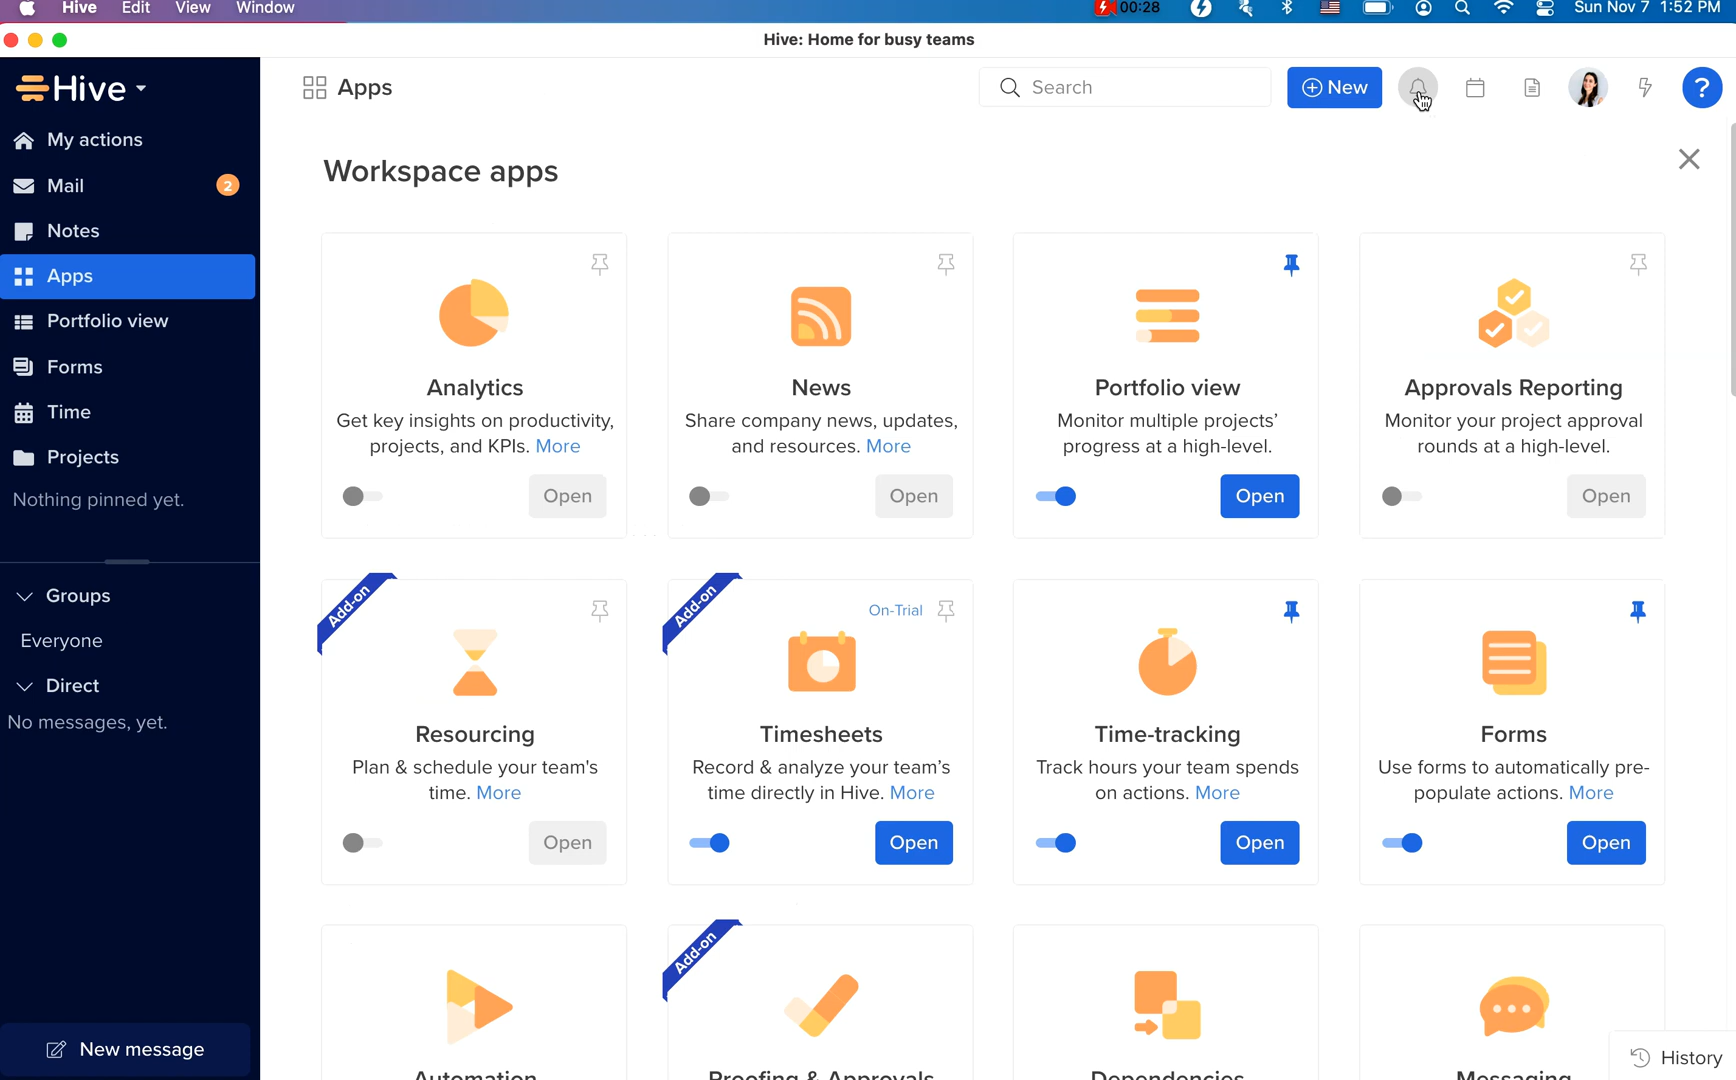 Hive Edit View Window 00:28 Sun Nov 7 1:52 PM
Hive: Home for busy teams
Hive
Apps
Search
New
?
My actions
Mail 2
Notes
Apps
Portfolio view
Forms
Time
Projects
Nothing pinned yet.
Groups
Everyone
Direct
No messages, yet.
New message
Workspace apps
Analytics
Get key insights on productivity,
projects, and KPIs. More
Open
News
Share company news, updates,
and resources. More
Open
Portfolio view
Monitor multiple projects’
progress at a high-level.
Open
Approvals Reporting
Monitor your project approval
rounds at a high-level.
Open
Add-on
Resourcing
Plan & schedule your team's
time. More
Open
Add-on
On-Trial
Timesheets
Record & analyze your team’s
time directly in Hive. More
Open
Time-tracking
Track hours your team spends
on actions. More
Open
Forms
Use forms to automatically pre-
populate actions. More
Open
Automation
Add-on
Proofing & Approvals
Dependencies
Messaging
History